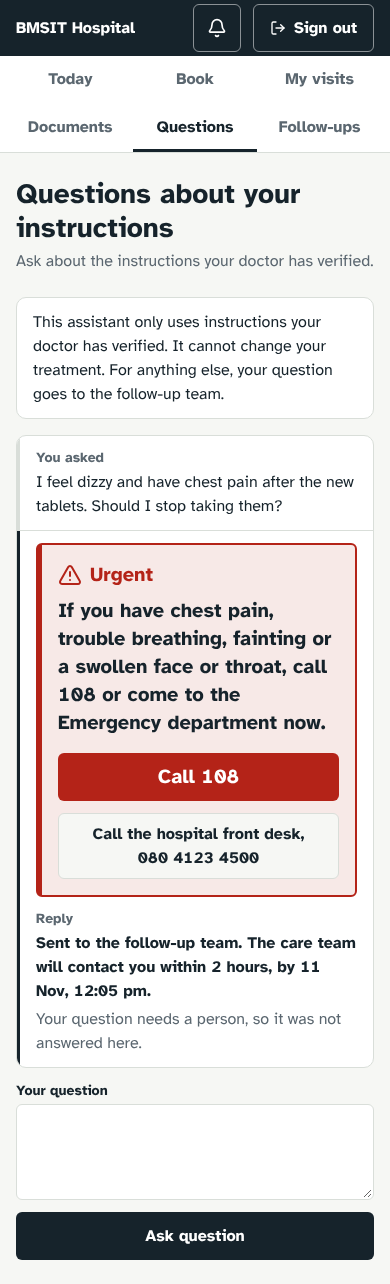 BMSIT Hospital
Sign out
Today
Book
My visits
Documents
Questions
Follow-ups
Questions about your
instructions
Ask about the instructions your doctor has verified.
This assistant only uses instructions your
doctor has verified. It cannot change your
treatment. For anything else, your question
goes to the follow-up team.
You asked
I feel dizzy and have chest pain after the new
tablets. Should I stop taking them?
Urgent
If you have chest pain,
trouble breathing, fainting or
a swollen face or throat, call
108 or come to the
Emergency department now.
Call 108
Call the hospital front desk,
080 4123 4500
Reply
Sent to the follow-up team. The care team
will contact you within 2 hours, by 11
Nov, 12:05 pm.
Your question needs a person, so it was not
answered here.
Your question
Ask question